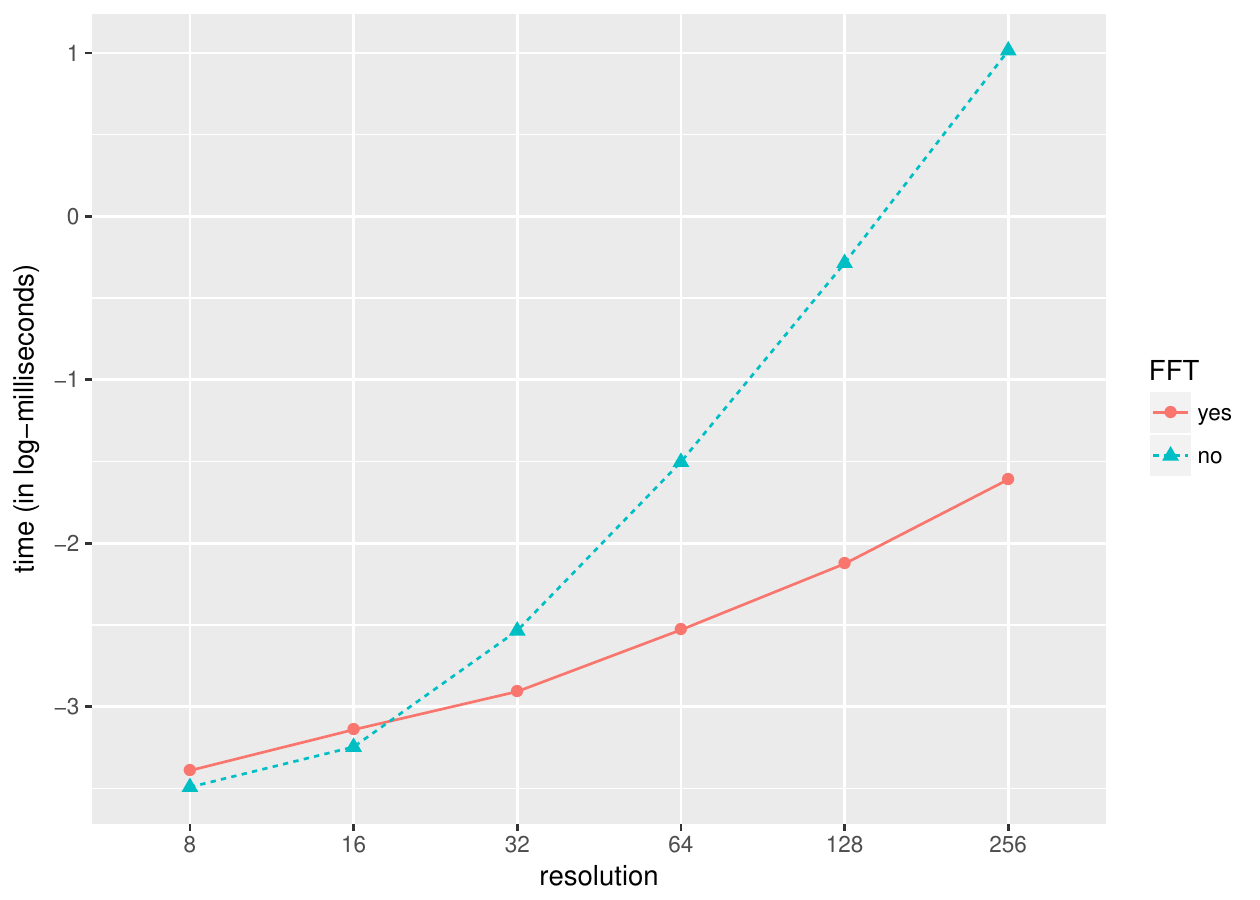 1
0
−1
−2
−3
time (in log−milliseconds)
8 16 32 64 128 256
resolution
FFT
yes
no